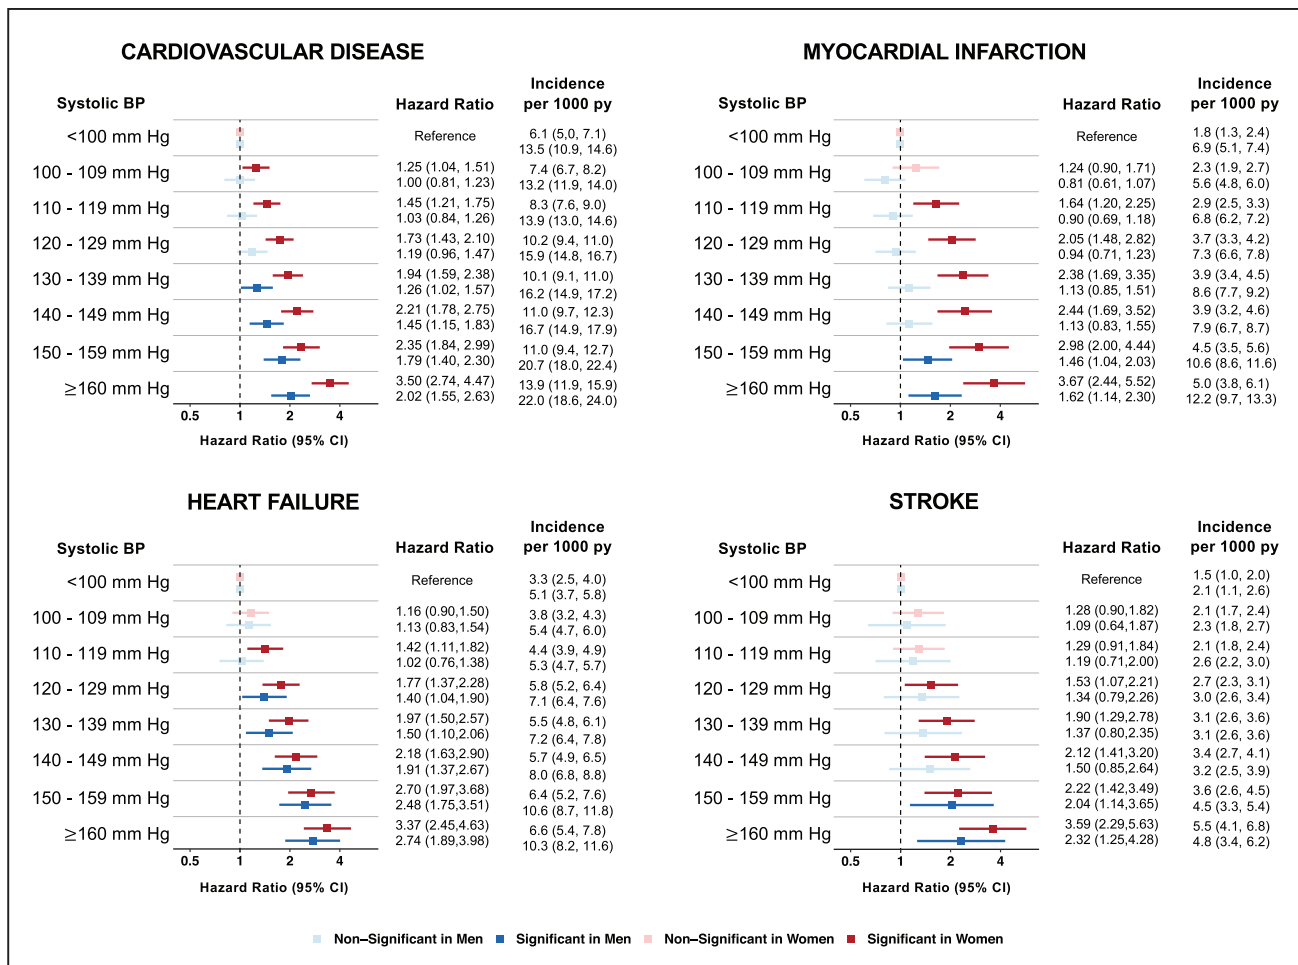 CARDIOVASCULAR DISEASE
Systolic BP
Hazard Ratio
Incidence
per 1000 py
<100 mm Hg
Reference
6.1 (5,0, 7.1)
13.5 (10.9, 14.6)
100 - 109 mm Hg
1.25 (1.04, 1.51)
7.4 (6.7, 8.2)
1.00 (0.81, 1.23)
13.2 (11.9, 14.0)
110 - 119 mm Hg
1.45 (1.21, 1.75)
8.3 (7.6, 9.0)
1.03 (0.84, 1.26)
13.9 (13.0, 14.6)
120 - 129 mm Hg
1.73 (1.43, 2.10)
10.2 (9.4, 11.0)
1.19 (0.96, 1.47)
15.9 (14.8, 16.7)
130 - 139 mm Hg
1.94 (1.59, 2.38)
10.1 (9.1, 11.0)
1.26 (1.02, 1.57)
16.2 (14.9, 17.2)
140 - 149 mm Hg
2.21 (1.78, 2.75)
11.0 (9.7, 12.3)
1.45 (1.15, 1.83)
16.7 (14.9, 17.9)
150 - 159 mm Hg
2.35 (1.84, 2.99)
11.0 (9.4, 12.7)
1.79 (1.40, 2.30)
20.7 (18.0, 22.4)
≥160 mm Hg
3.50 (2.74, 4.47)
13.9 (11.9, 15.9)
2.02 (1.55, 2.63)
22.0 (18.6, 24.0)
0.5 1 2 4
Hazard Ratio (95% CI)
MYOCARDIAL INFARCTION
Systolic BP
Hazard Ratio
Incidence
per 1000 py
<100 mm Hg
Reference
1.8 (1.3, 2.4)
6.9 (5.1, 7.4)
100 - 109 mm Hg
1.24 (0.90, 1.71)
2.3 (1.9, 2.7)
0.81 (0.61, 1.07)
5.6 (4.8, 6.0)
110 - 119 mm Hg
1.64 (1.20, 2.25)
2.9 (2.5, 3.3)
0.90 (0.69, 1.18)
6.8 (6.2, 7.2)
120 - 129 mm Hg
2.05 (1.48, 2.82)
3.7 (3.3, 4.2)
0.94 (0.71, 1.23)
7.3 (6.6, 7.8)
130 - 139 mm Hg
2.38 (1.69, 3.35)
3.9 (3.4, 4.5)
1.13 (0.85, 1.51)
8.6 (7.7, 9.2)
140 - 149 mm Hg
2.44 (1.69, 3.52)
3.9 (3.2, 4.6)
1.13 (0.83, 1.55)
7.9 (6.7, 8.7)
150 - 159 mm Hg
2.98 (2.00, 4.44)
4.5 (3.5, 5.6)
1.46 (1.04, 2.03)
10.6 (8.6, 11.6)
≥160 mm Hg
3.67 (2.44, 5.52)
5.0 (3.8, 6.1)
1.62 (1.14, 2.30)
12.2 (9.7, 13.3)
0.5 1 2 4
Hazard Ratio (95% CI)
HEART FAILURE
Systolic BP
Hazard Ratio
Incidence
per 1000 py
<100 mm Hg
Reference
3.3 (2.5, 4.0)
5.1 (3.7, 5.8)
100 - 109 mm Hg
1.16 (0.90,1.50)
3.8 (3.2, 4.3)
1.13 (0.83,1.54)
5.4 (4.7, 6.0)
110 - 119 mm Hg
1.42 (1.11,1.82)
4.4 (3.9, 4.9)
1.02 (0.76,1.38)
5.3 (4.7, 5.7)
120 - 129 mm Hg
1.77 (1.37,2.28)
5.8 (5.2, 6.4)
1.40 (1.04,1.90)
7.1 (6.4, 7.6)
130 - 139 mm Hg
1.97 (1.50,2.57)
5.5 (4.8, 6.1)
1.50 (1.10,2.06)
7.2 (6.4, 7.8)
140 - 149 mm Hg
2.18 (1.63,2.90)
5.7 (4.9, 6.5)
1.91 (1.37,2.67)
8.0 (6.8, 8.8)
150 - 159 mm Hg
2.70 (1.97,3.68)
6.4 (5.2, 7.6)
2.48 (1.75,3.51)
10.6 (8.7, 11.8)
≥160 mm Hg
3.37 (2.45,4.63)
6.6 (5.4, 7.8)
2.74 (1.89,3.98)
10.3 (8.2, 11.6)
0.5 1 2 4
Hazard Ratio (95% CI)
STROKE
Systolic BP
Hazard Ratio
Incidence
per 1000 py
<100 mm Hg
Reference
1.5 (1.0, 2.0)
2.1 (1.1, 2.6)
100 - 109 mm Hg
1.28 (0.90,1.82)
2.1 (1.7, 2.4)
1.09 (0.64,1.87)
2.3 (1.8, 2.7)
110 - 119 mm Hg
1.29 (0.91,1.84)
2.1 (1.8, 2.4)
1.19 (0.71,2.00)
2.6 (2.2, 3.0)
120 - 129 mm Hg
1.53 (1.07,2.21)
2.7 (2.3, 3.1)
1.34 (0.79,2.26)
3.0 (2.6, 3.4)
130 - 139 mm Hg
1.90 (1.29,2.78)
3.1 (2.6, 3.6)
1.37 (0.80,2.35)
3.1 (2.6, 3.6)
140 - 149 mm Hg
2.12 (1.41,3.20)
3.4 (2.7, 4.1)
1.50 (0.85,2.64)
3.2 (2.5, 3.9)
150 - 159 mm Hg
2.22 (1.42,3.49)
3.6 (2.6, 4.5)
2.04 (1.14,3.65)
4.5 (3.3, 5.4)
≥160 mm Hg
3.59 (2.29,5.63)
5.5 (4.1, 6.8)
2.32 (1.25,4.28)
4.8 (3.4, 6.2)
0.5 1 2 4
Hazard Ratio (95% CI)
Non–Significant in Men Significant in Men Non–Significant in Women Significant in Women